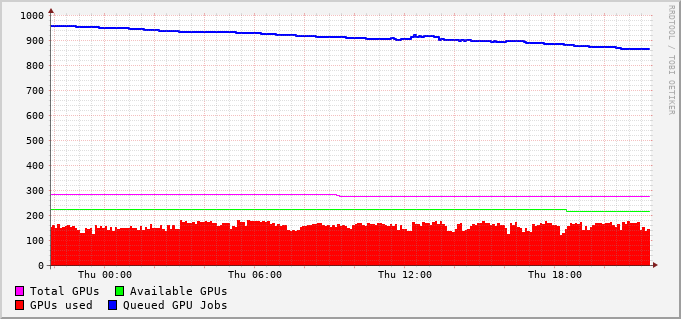 1000
900
800
700
600
500
400
300
200
100
0
Thu 00:00 Thu 06:00 Thu 12:00 Thu 18:00
Total GPUs Available GPUs
GPUs used Queued GPU Jobs
RRDTOOL / TOBI OETIKER